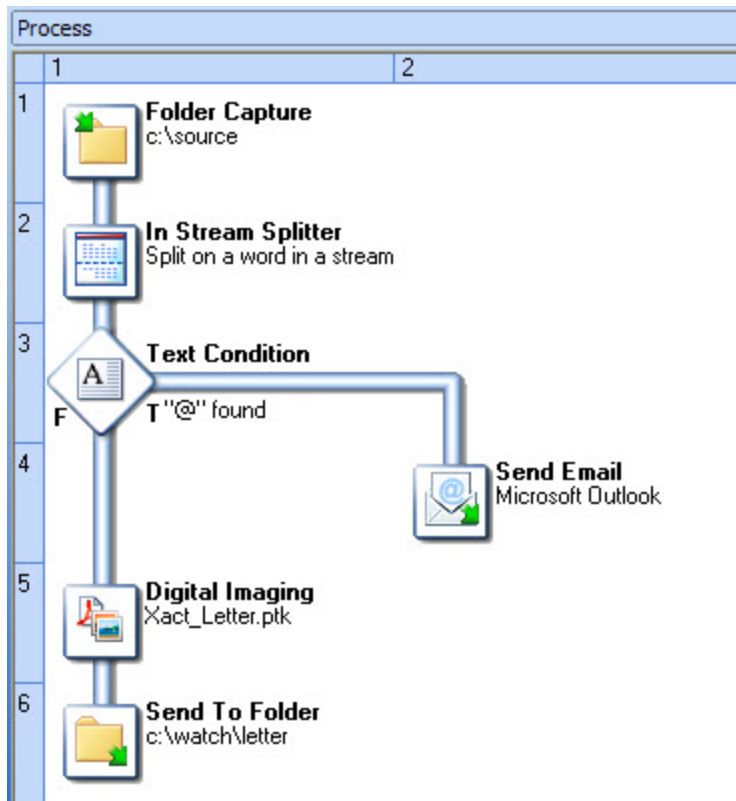 Process
1 2
1
Folder Capture
c:\source
2
In Stream Splitter
Split on a word in a stream
3
Text Condition
A
F
T "@" found
4
Send Email
@
Microsoft Outlook
5
Digital Imaging
Xact_Letter.ptk
6
Send To Folder
c:\watch\letter